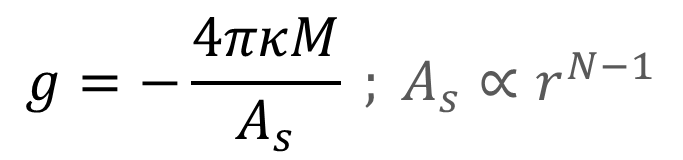 g = −4πκM/A_s ; A_s ∝ r^{N−1}